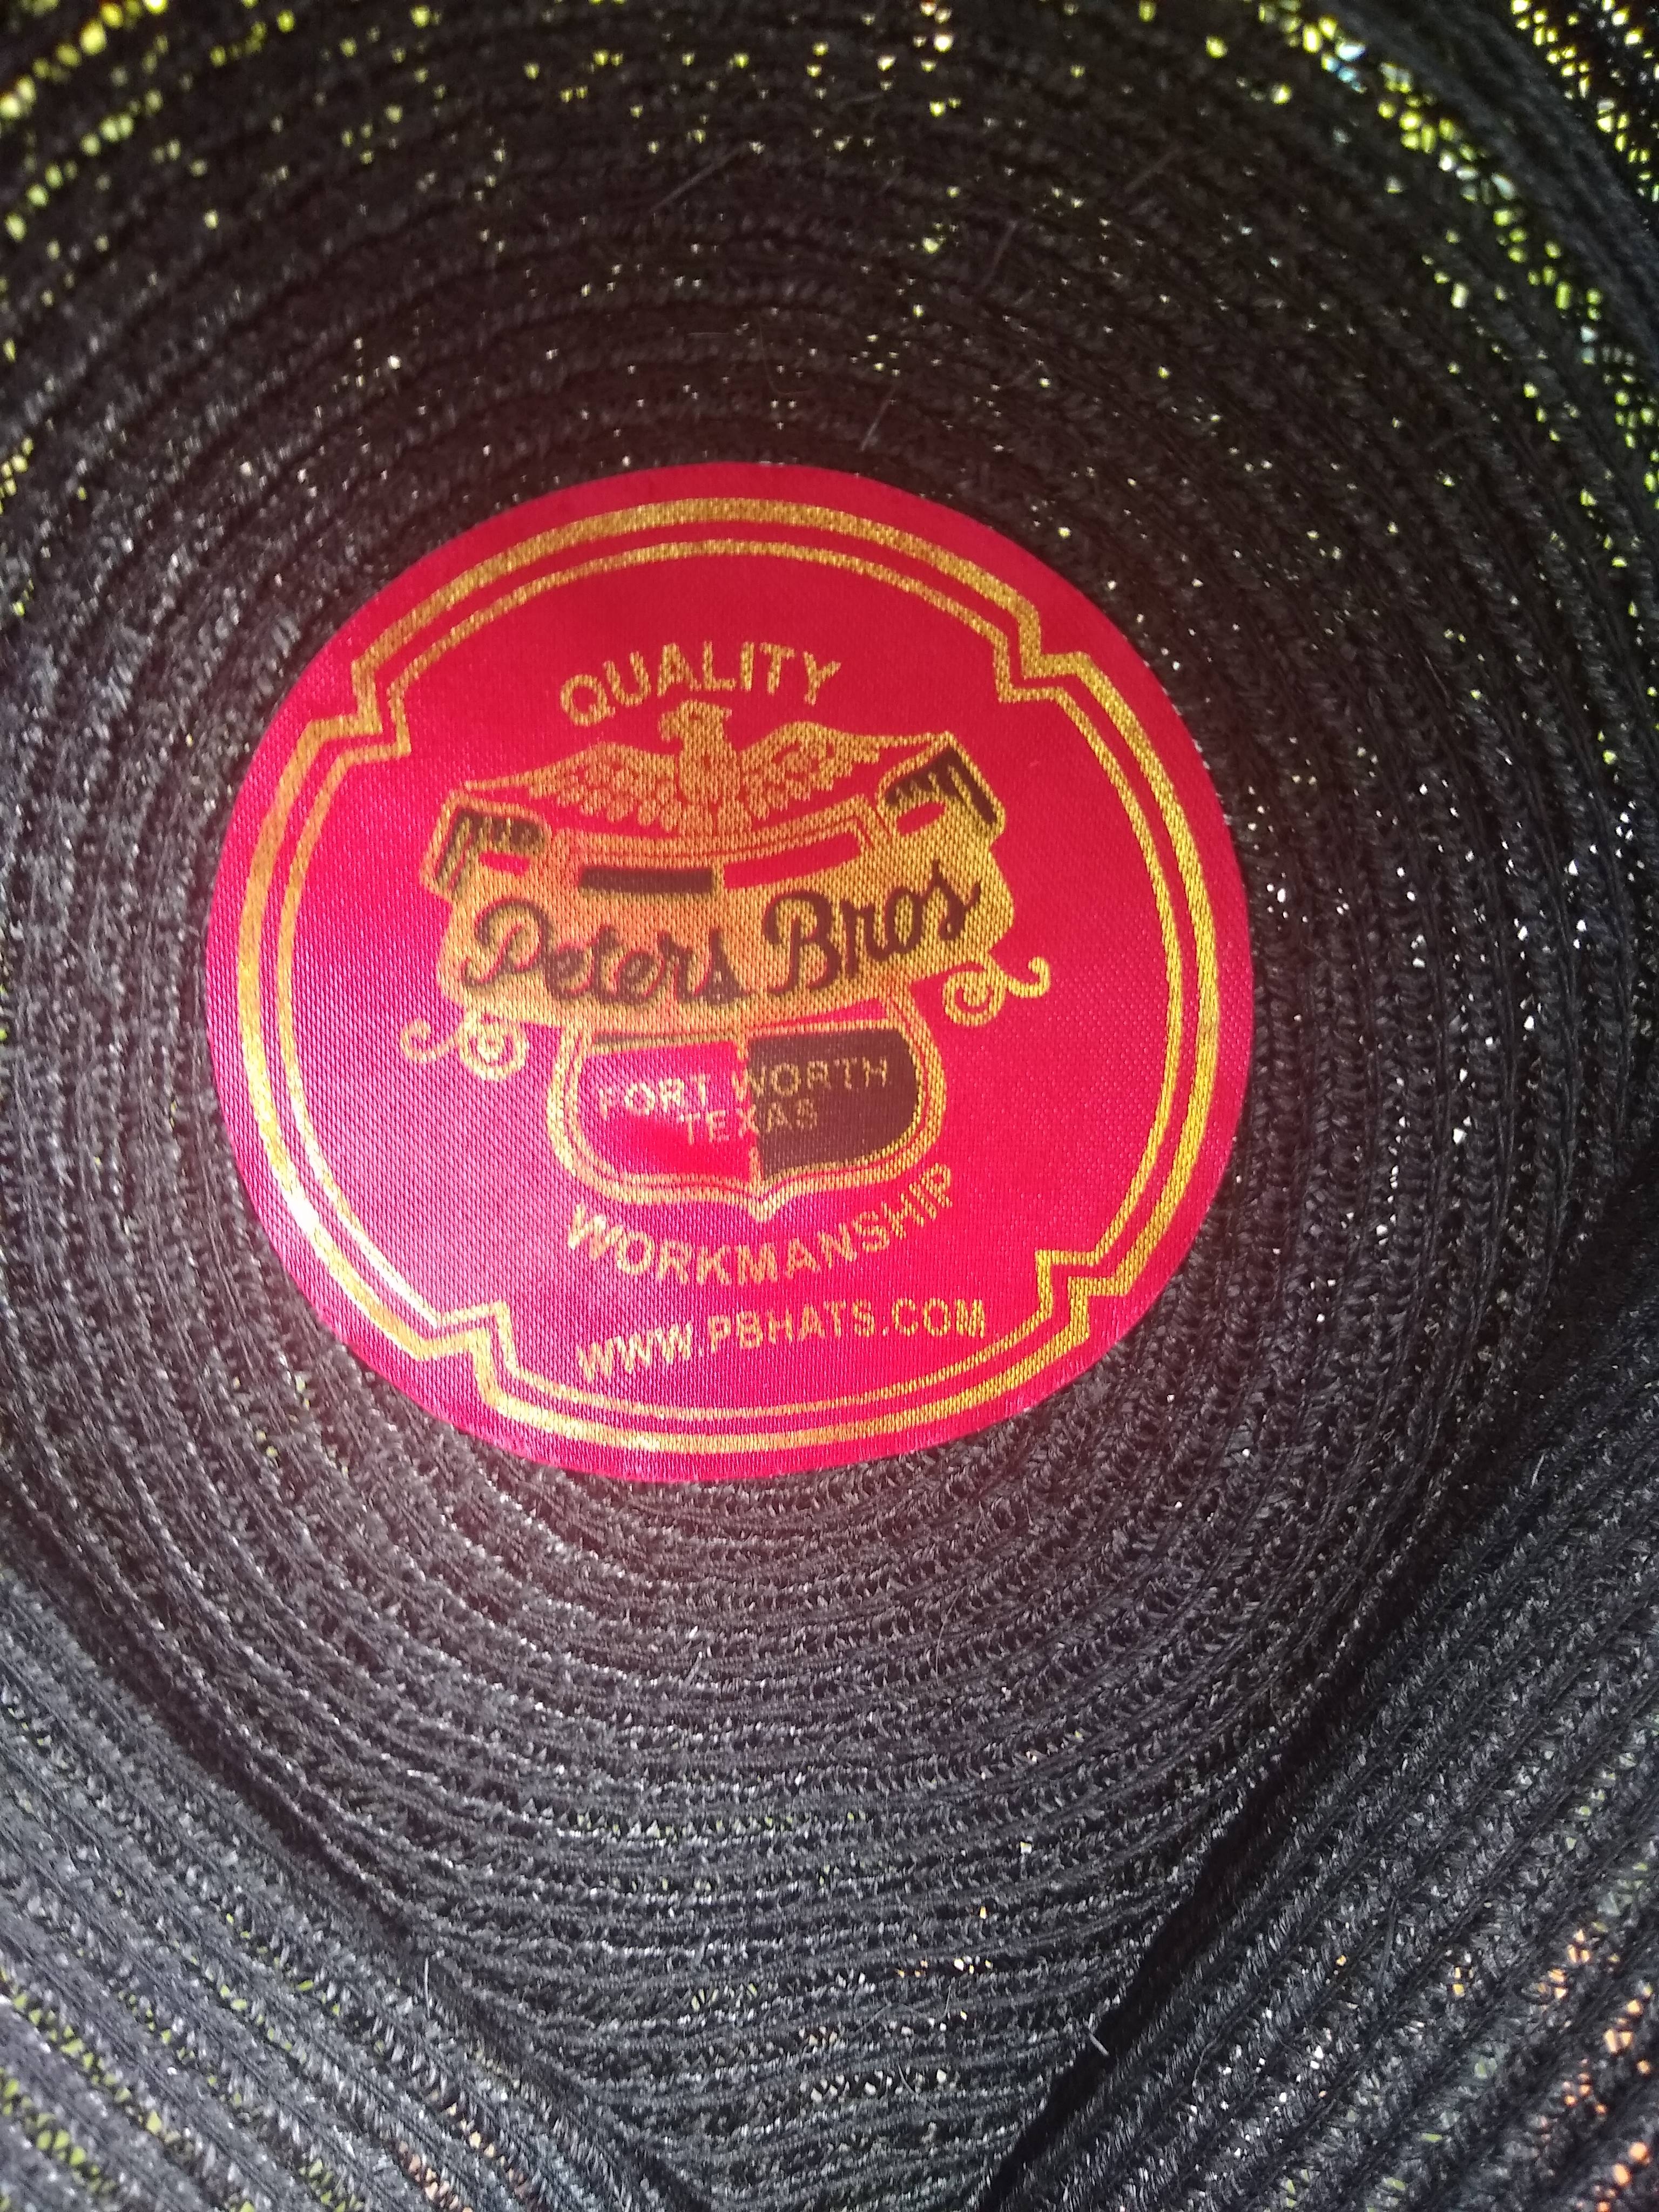 QUALITY
Peters Bros
FORT WORTH
TEXAS
WORKMANSHIP
WWW.PBHATS.COM